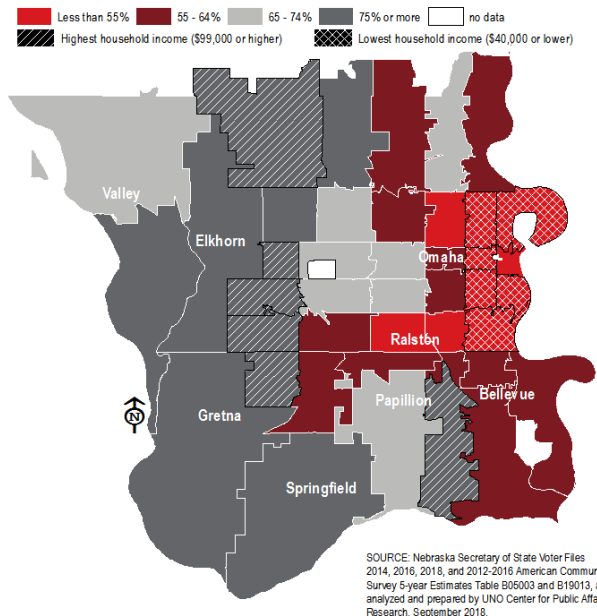 Less than 55% 55 - 64% 65 - 74% 75% or more no data
Highest household income ($99,000 or higher) Lowest household income ($40,000 or lower)
Valley
Elkhorn
Omaha
Ralston
Gretna
Papillion
Bellevue
Springfield
N
SOURCE: Nebraska Secretary of State Voter Files
2014, 2016, 2018, and 2012-2016 American Commun
Survey 5-year Estimates Table B05003 and B19013, a
analyzed and prepared by UNO Center for Public Affa
Research, September 2018.